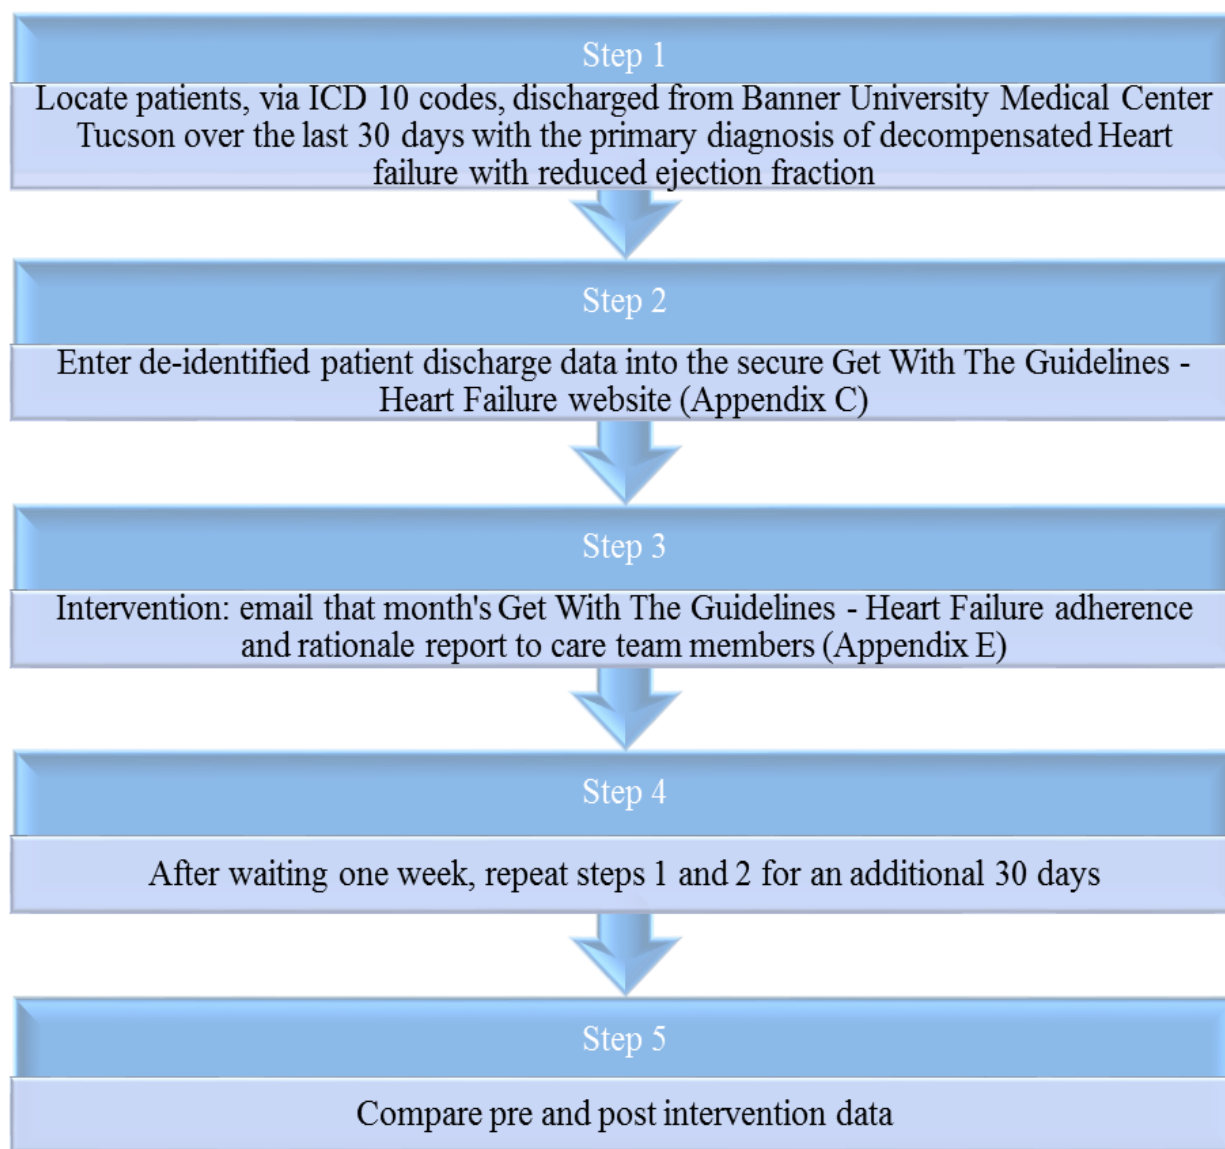 Step 1
Locate patients, via ICD 10 codes, discharged from Banner University Medical Center
Tucson over the last 30 days with the primary diagnosis of decompensated Heart
failure with reduced ejection fraction
Step 2
Enter de-identified patient discharge data into the secure Get With The Guidelines -
Heart Failure website (Appendix C)
Step 3
Intervention: email that month's Get With The Guidelines - Heart Failure adherence
and rationale report to care team members (Appendix E)
Step 4
After waiting one week, repeat steps 1 and 2 for an additional 30 days
Step 5
Compare pre and post intervention data